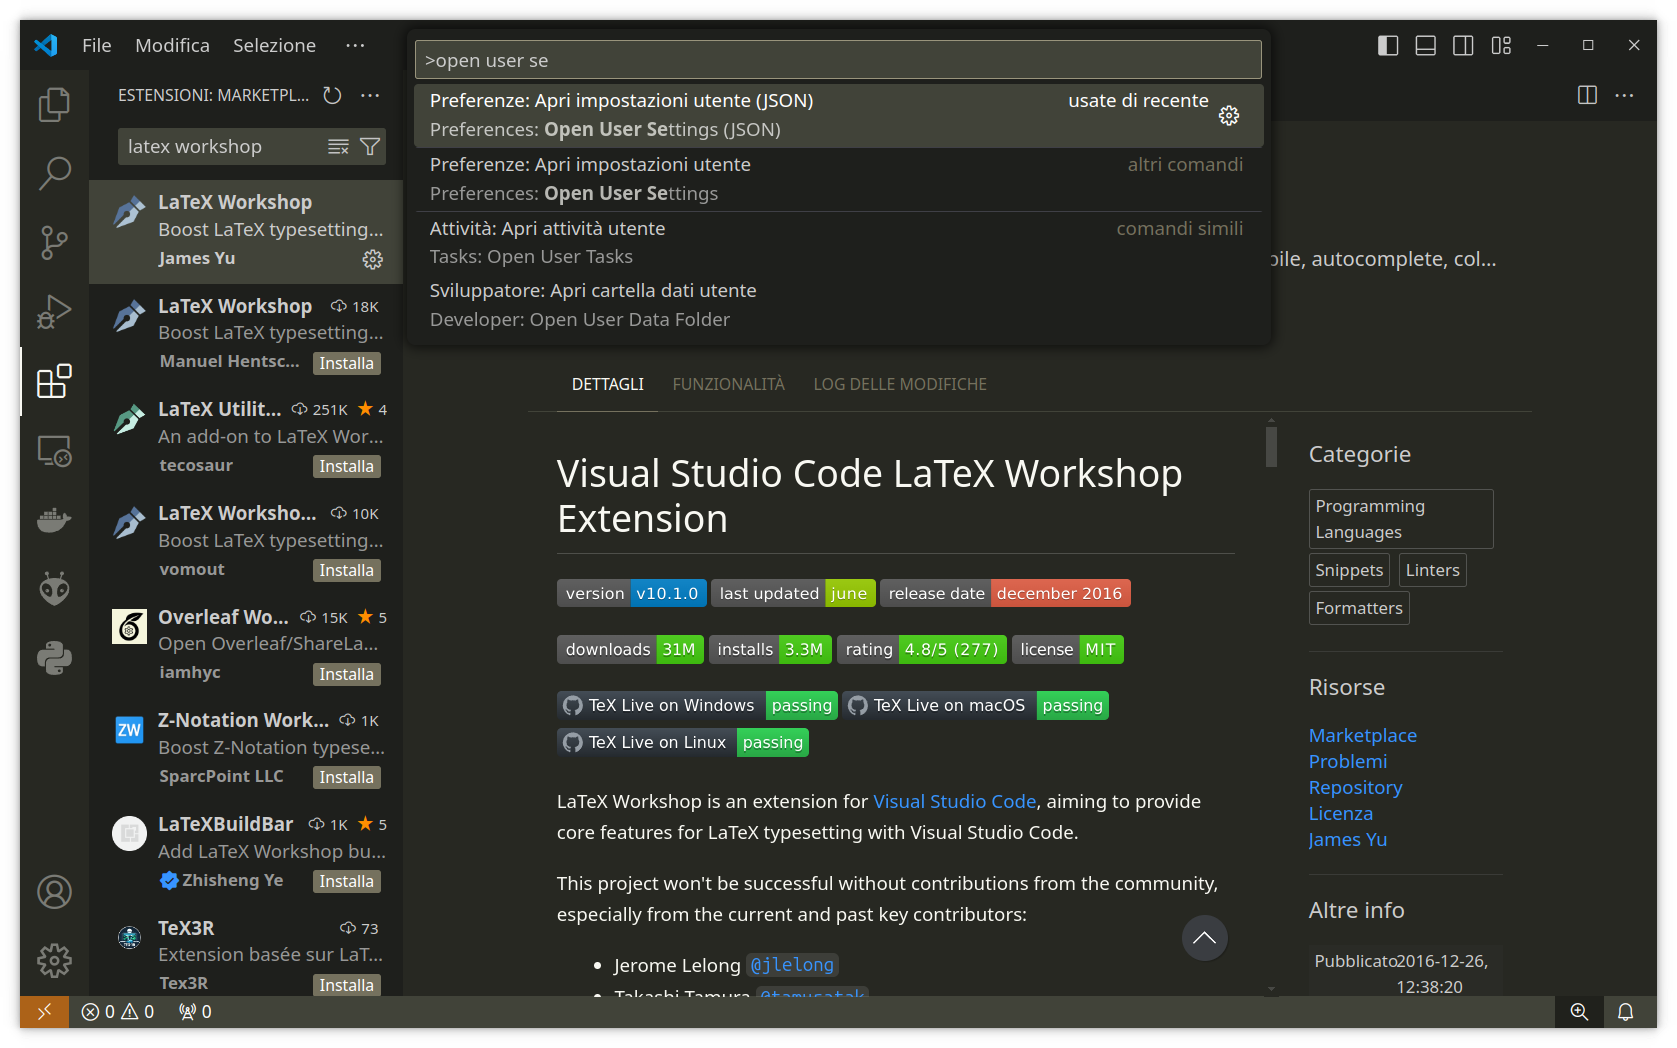 File Modifica Selezione ···
>open user se
Preferenze: Apri impostazioni utente (JSON) usate di recente
Preferences: Open User Settings (JSON)
Preferenze: Apri impostazioni utente altri comandi
Preferences: Open User Settings
Attività: Apri attività utente comandi simili
Tasks: Open User Tasks
Sviluppatore: Apri cartella dati utente
Developer: Open User Data Folder
ESTENSIONI: MARKETPL...
latex workshop
LaTeX Workshop
Boost LaTeX typesetting...
James Yu
LaTeX Workshop 18K
Boost LaTeX typesetting...
Manuel Hentsc... Installa
LaTeX Utilit... 251K 4
An add-on to LaTeX Wor...
tecosaur Installa
LaTeX Worksho... 10K
Boost LaTeX typesetting...
vomout Installa
Overleaf Wo... 15K 5
Open Overleaf/ShareLa...
iamhyc Installa
ZW
Z-Notation Work... 1K
Boost Z-Notation typese...
SparcPoint LLC Installa
LaTeXBuildBar 1K 5
Add LaTeX Workshop bu...
Zhisheng Ye Installa
TeX3R 73
Extension basée sur LaT...
Tex3R Installa
autocomplete, col...
DETTAGLI FUNZIONALITÀ LOG DELLE MODIFICHE
Visual Studio Code LaTeX Workshop
Extension
version v10.1.0 last updated june release date december 2016
downloads 31M installs 3.3M rating 4.8/5 (277) license MIT
TeX Live on Windows passing TeX Live on macOS passing
TeX Live on Linux passing
LaTeX Workshop is an extension for Visual Studio Code, aiming to provide
core features for LaTeX typesetting with Visual Studio Code.
This project won't be successful without contributions from the community,
especially from the current and past key contributors:
• Jerome Lelong @jlelong
• Takashi Tamura @tamuratak
Categorie
Programming
Languages
Snippets Linters
Formatters
Risorse
Marketplace
Problemi
Repository
Licenza
James Yu
Altre info
Pubblicato 2016-12-26,
12:38:20
0 0 0